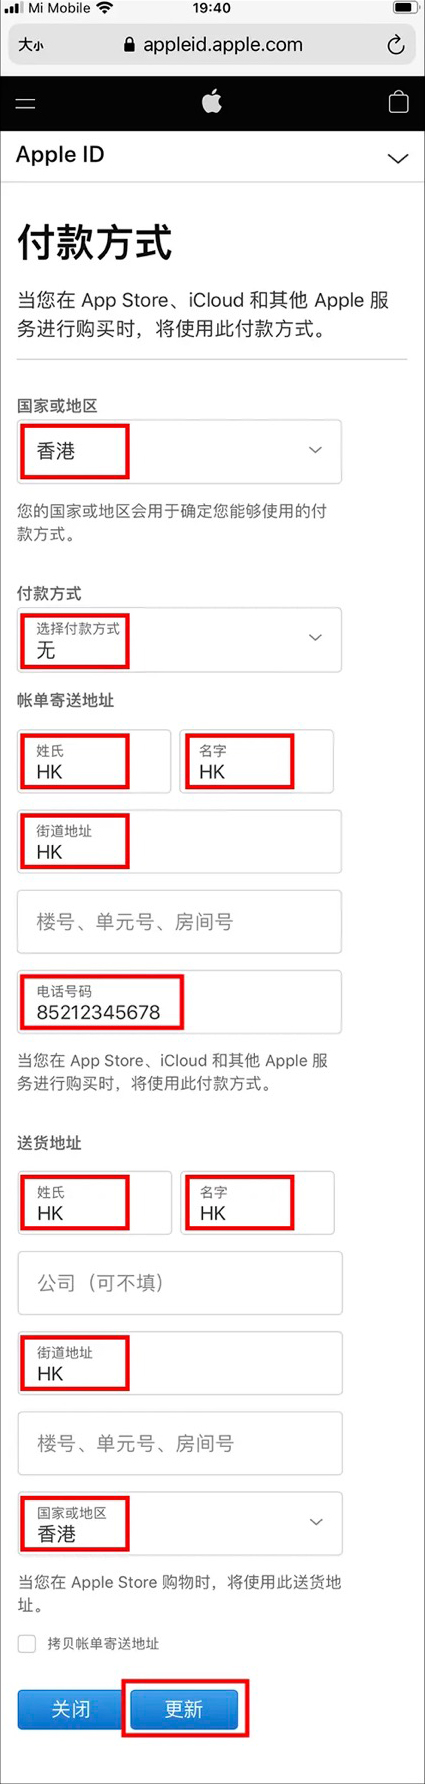 Mi Mobile 19:40
大小 appleid.apple.com
Apple ID
付款方式
当您在 App Store、iCloud 和其他 Apple 服
务进行购买时，将使用此付款方式。
国家或地区
香港
您的国家或地区会用于确定您能够使用的付
款方式。
付款方式
选择付款方式
无
帐单寄送地址
姓氏 名字
HK HK
街道地址
HK
楼号、单元号、房间号
电话号码
85212345678
当您在 App Store、iCloud 和其他 Apple 服
务进行购买时，将使用此付款方式。
送货地址
姓氏 名字
HK HK
公司（可不填）
街道地址
HK
楼号、单元号、房间号
国家或地区
香港
当您在 Apple Store 购物时，将使用此送货地
址。
拷贝帐单寄送地址
关闭 更新